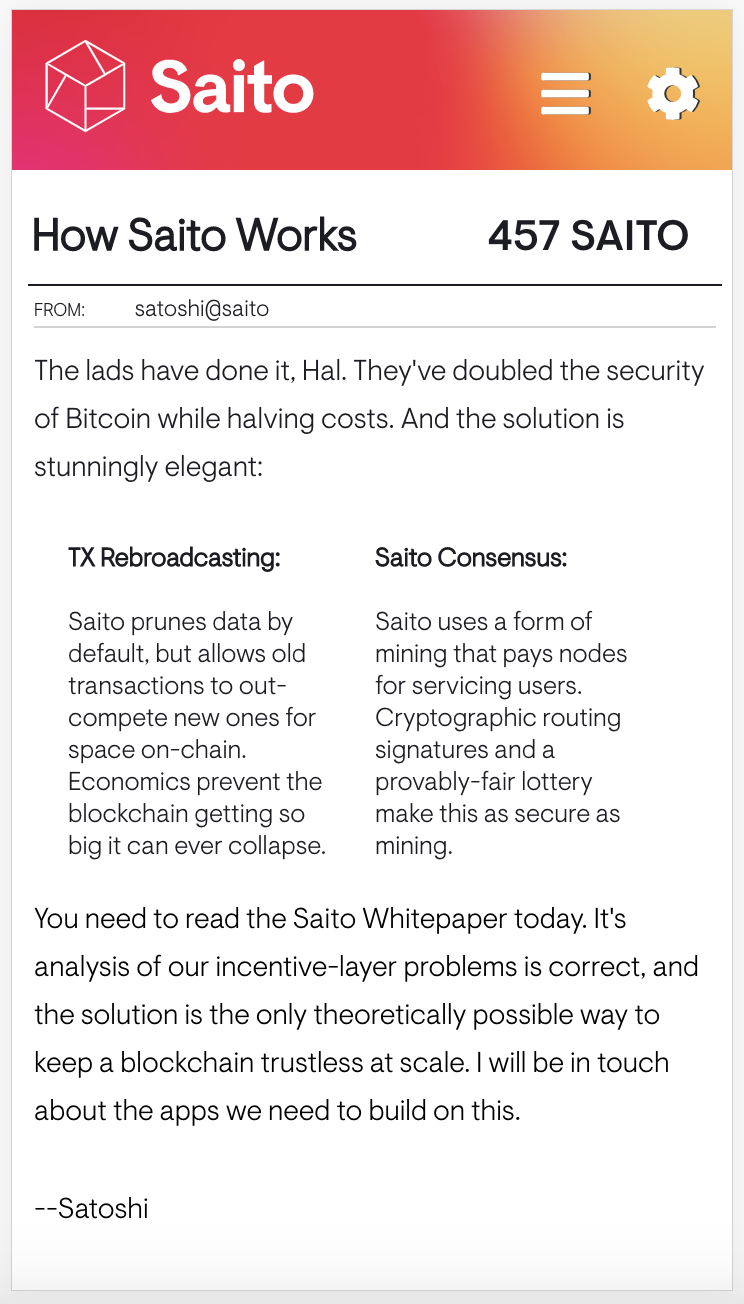 Saito
How Saito Works
457 SAITO
FROM: satoshi@saito
The lads have done it, Hal. They've doubled the security
of Bitcoin while halving costs. And the solution is
stunningly elegant:
TX Rebroadcasting:
Saito prunes data by
default, but allows old
transactions to out-
compete new ones for
space on-chain.
Economics prevent the
blockchain getting so
big it can ever collapse.
Saito Consensus:
Saito uses a form of
mining that pays nodes
for servicing users.
Cryptographic routing
signatures and a
provably-fair lottery
make this as secure as
mining.
You need to read the Saito Whitepaper today. It's
analysis of our incentive-layer problems is correct, and
the solution is the only theoretically possible way to
keep a blockchain trustless at scale. I will be in touch
about the apps we need to build on this.
--Satoshi